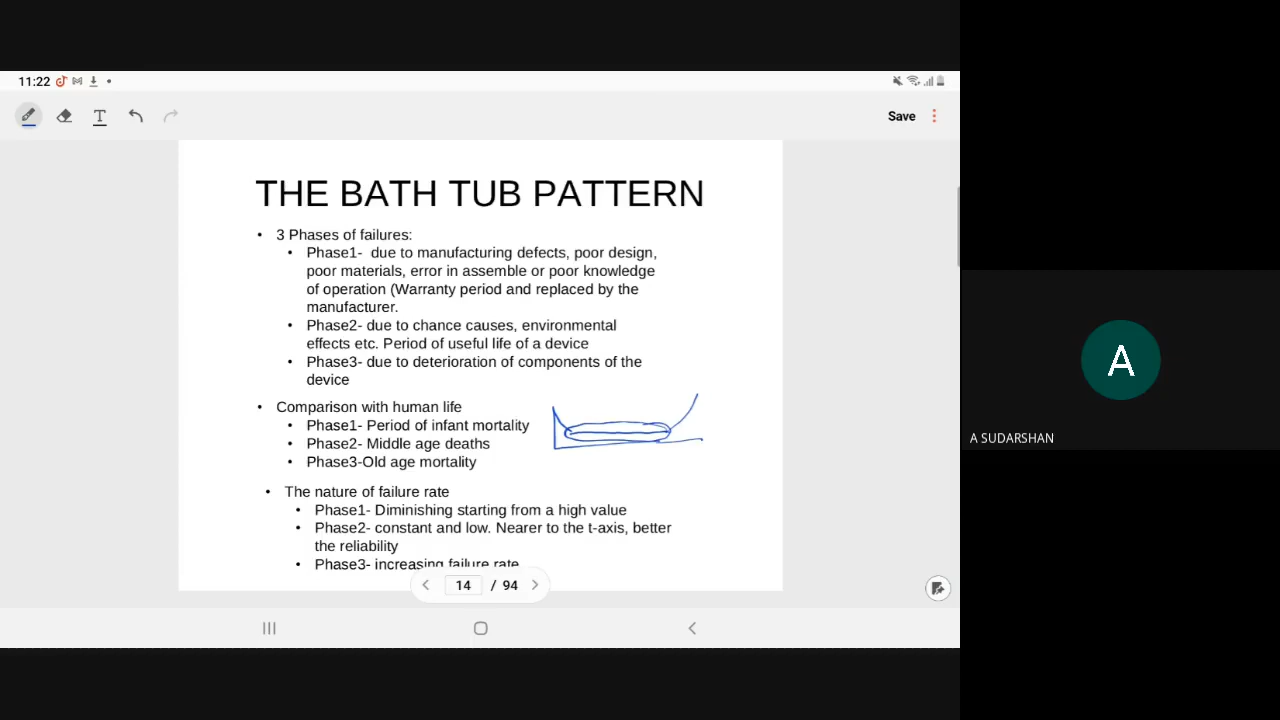 11:22
Save
THE BATH TUB PATTERN
• 3 Phases of failures:
• Phase1- due to manufacturing defects, poor design,
poor materials, error in assemble or poor knowledge
of operation (Warranty period and replaced by the
manufacturer.
• Phase2- due to chance causes, environmental
effects etc. Period of useful life of a device
• Phase3- due to deterioration of components of the
device
• Comparison with human life
• Phase1- Period of infant mortality
• Phase2- Middle age deaths
• Phase3-Old age mortality
• The nature of failure rate
• Phase1- Diminishing starting from a high value
• Phase2- constant and low. Nearer to the t-axis, better
the reliability
• Phase3- increasing failure rate
14 / 94
A
A SUDARSHAN